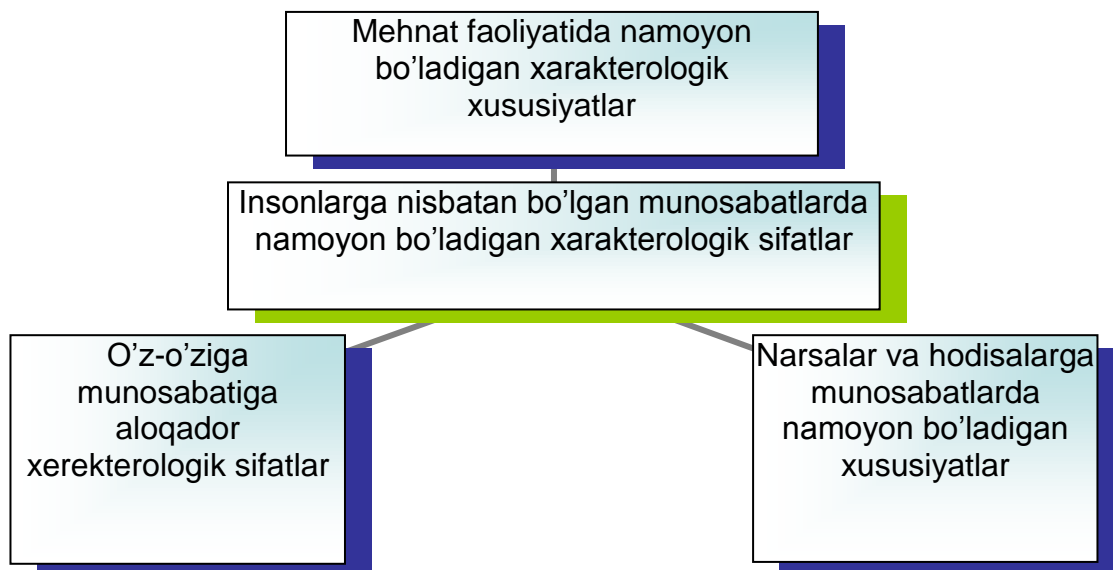 Mehnat faoliyatida namoyon
bo’ladigan xarakterologik
xususiyatlar
Insonlarga nisbatan bo’lgan munosabatlarda
namoyon bo’ladigan xarakterologik sifatlar
O’z-o’ziga
munosabatiga
aloqador
xerekterologik sifatlar
Narsalar va hodisalarga
munosabatlarda
namoyon bo’ladigan
xususiyatlar